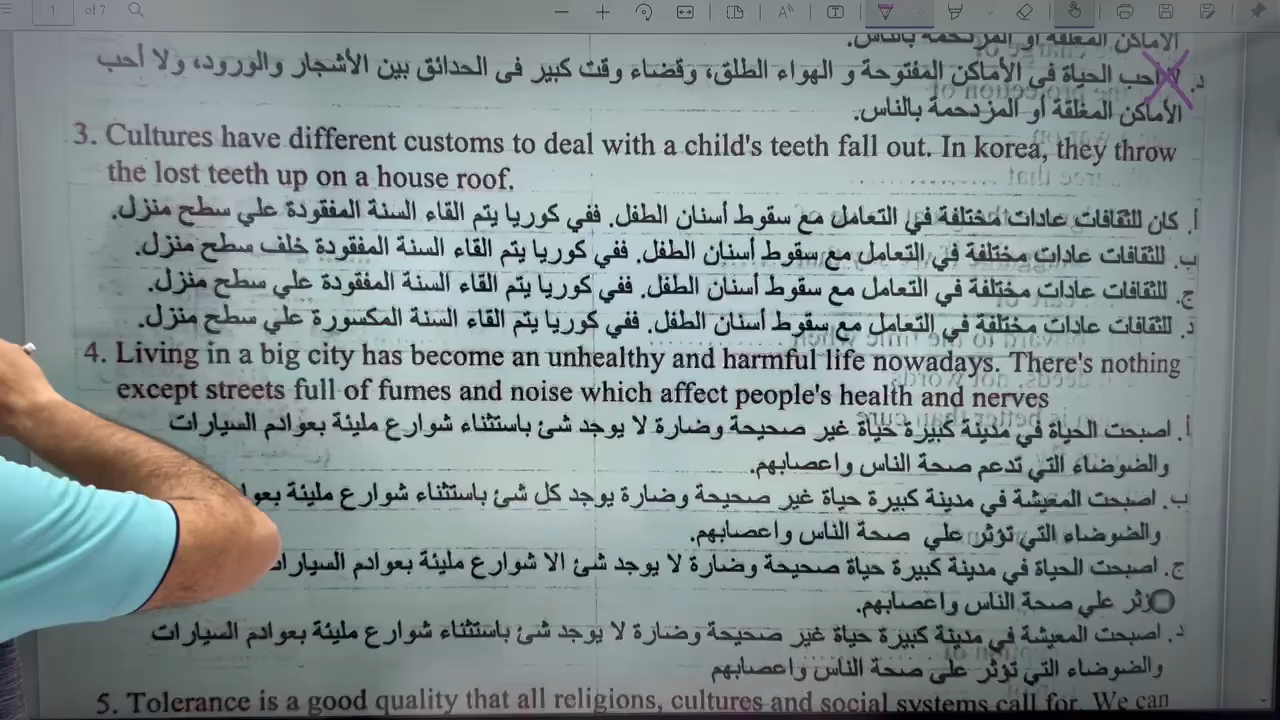 1 of 7
الأماكن المغلقة او المزدحمة بالناس.
د. لا احب الحياة في الأماكن المفتوحة و الهواء الطلق، وقضاء وقت كبير فى الحدائق بين الأشجار والورود، ولا أحب
الأماكن المغلقة أو المزدحمة بالناس.
3. Cultures have different customs to deal with a child's teeth fall out. In korea, they throw
the lost teeth up on a house roof.
أ. كان للثقافات عادات مختلفة في التعامل مع سقوط أسنان الطفل. ففي كوريا يتم القاء السنة المفقودة علي سطح منزل.
ب. للثقافات عادات مختلفة في التعامل مع سقوط أسنان الطفل. ففي كوريا يتم القاء السنة المفقودة خلف سطح منزل.
ج. للثقافات عادات مختلفة في التعامل مع سقوط أسنان الطفل. ففي كوريا يتم القاء السنة المفقودة علي سطح منزل.
د. للثقافات عادات مختلفة في التعامل مع سقوط أسنان الطفل. ففي كوريا يتم القاء السنة المكسورة علي سطح منزل.
4. Living in a big city has become an unhealthy and harmful life nowadays. There's nothing
except streets full of fumes and noise which affect people's health and nerves
أ. اصبحت الحياة في مدينة كبيرة حياة غير صحيحة وضارة لا يوجد شئ باستثناء شوارع مليئة بعوادم السيارات
والضوضاء التي تدعم صحة الناس واعصابهم.
ب. اصبحت المعيشة في مدينة كبيرة حياة غير صحيحة وضارة يوجد كل شئ باستثناء شوارع مليئة
والضوضاء التي تؤثر علي صحة الناس واعصابهم.
ج. اصبحت الحياة في مدينة كبيرة حياة صحيحة وضارة لا يوجد شئ الا شوارع مليئة بعوادم
علي صحة الناس واعصابهم.
د. اصبحت المعيشة في مدينة كبيرة حياة غير صحيحة وضارة لا يوجد شئ باستثناء شوارع مليئة بعوادم السيارات
والضوضاء التي تؤثر على صحة الناس واعصابهم
5. Tolerance is a good quality that all religions, cultures and social systems call for. We can